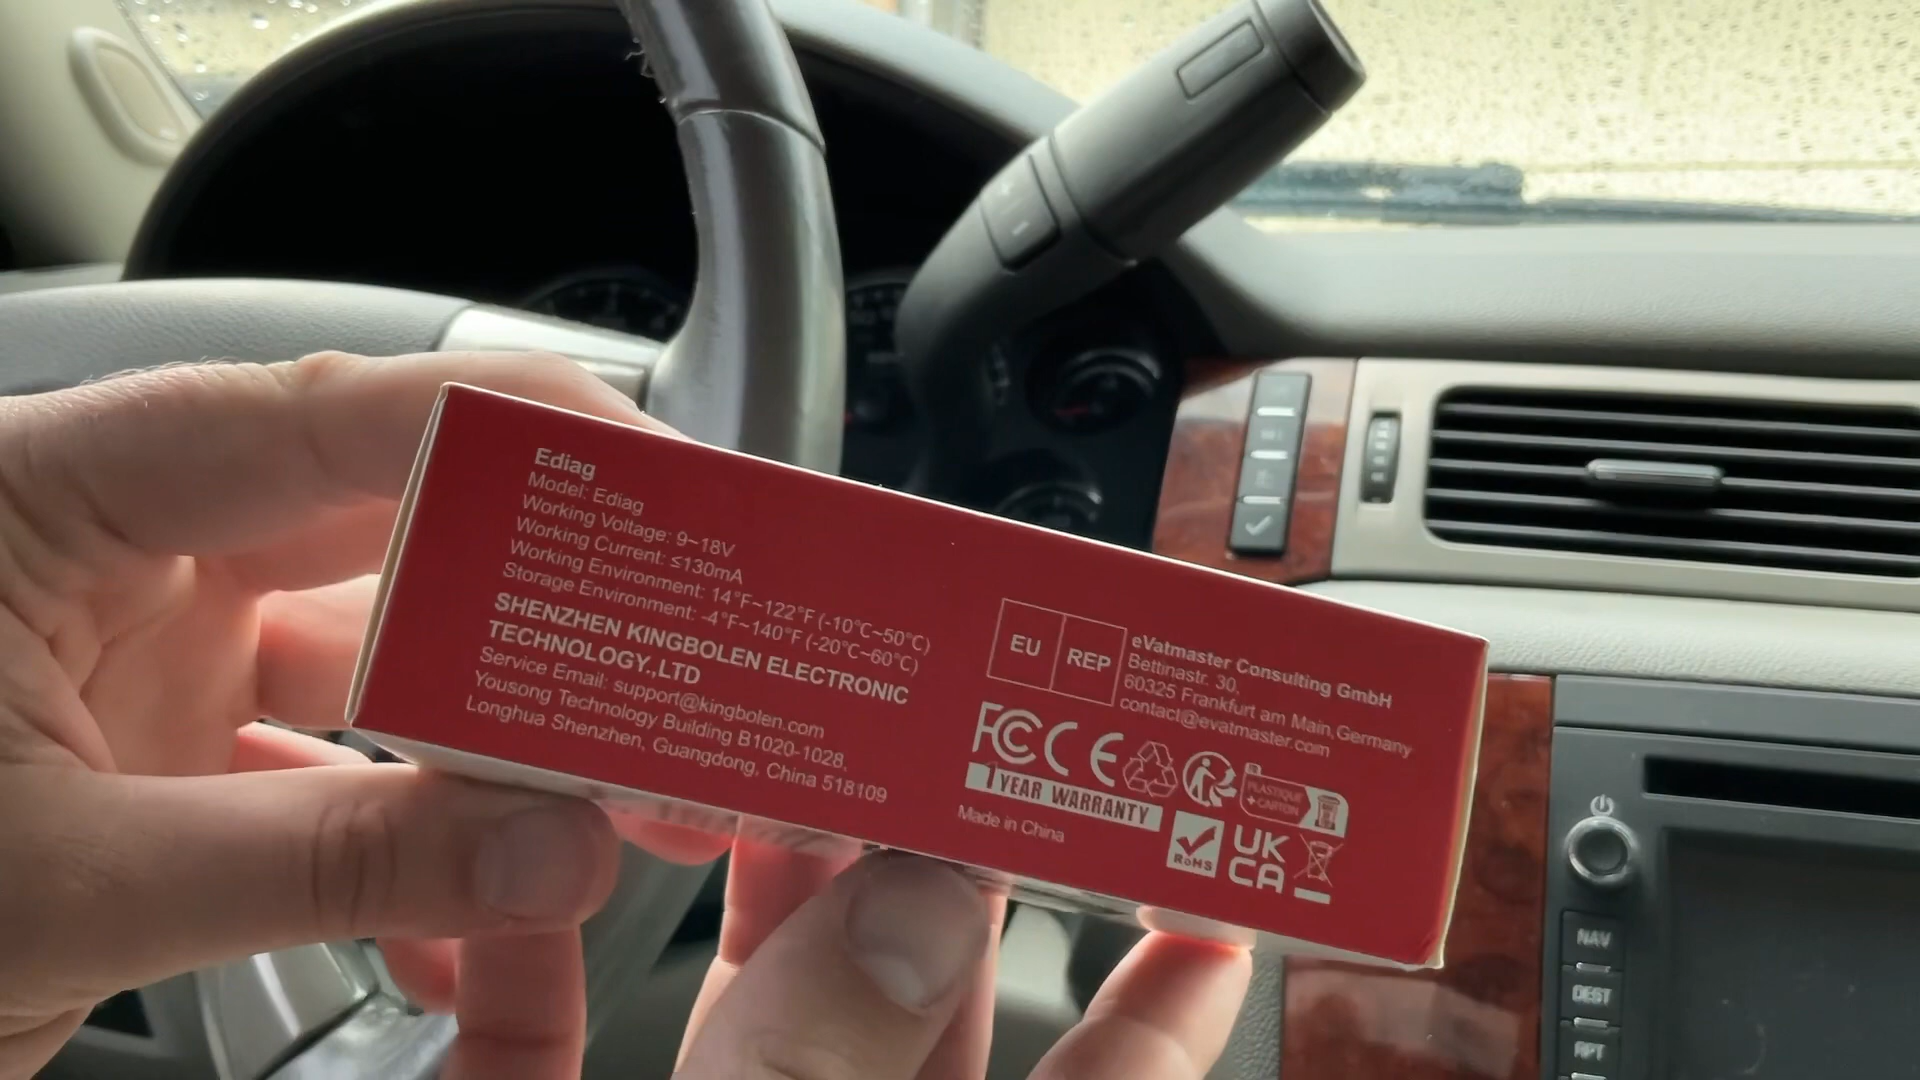 Ediag
Model: Ediag
Working Voltage: 9~18V
Working Current: ≤130mA
Working Environment: 14°F~122°F (-10°C~50°C)
Storage Environment: -4°F~140°F (-20°C~60°C)
SHENZHEN KINGBOLEN ELECTRONIC
TECHNOLOGY.,LTD
Service Email: support@kingbolen.com
Yousong Technology Building B1020-1028,
Longhua Shenzhen, Guangdong, China 518109
EU REP
eVatmaster Consulting GmbH
Bettinastr. 30,
60325 Frankfurt am Main,Germany
contact@evatmaster.com
FCC CE
PLASTIQUE
+CARTON
1 YEAR WARRANTY
Made in China
RoHS
UK
CA
NAV
DEST
RPT